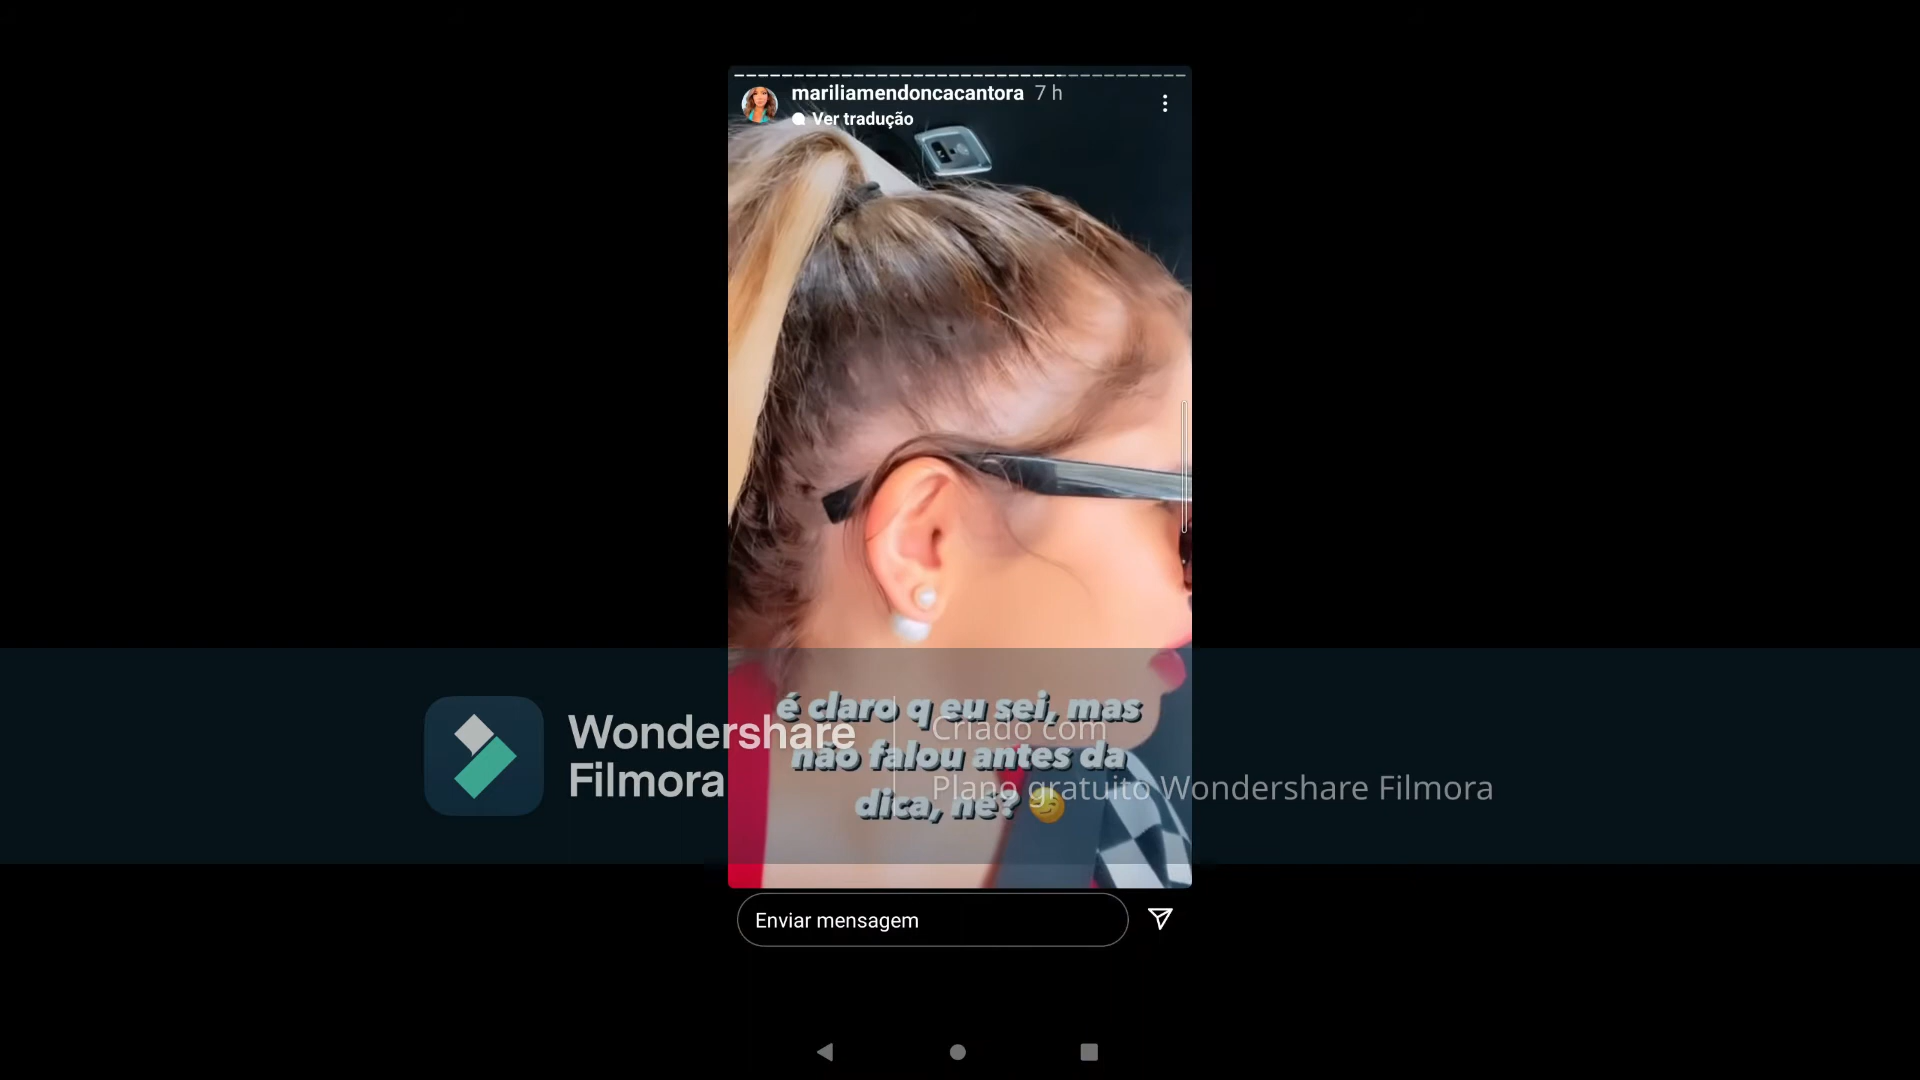 mariliamendoncacantora 7 h
Ver tradução
é claro q eu sei, mas
não falou antes da
dica, né? 😏
Wondershare
Filmora
Criado com
Plano gratuito Wondershare Filmora
Enviar mensagem